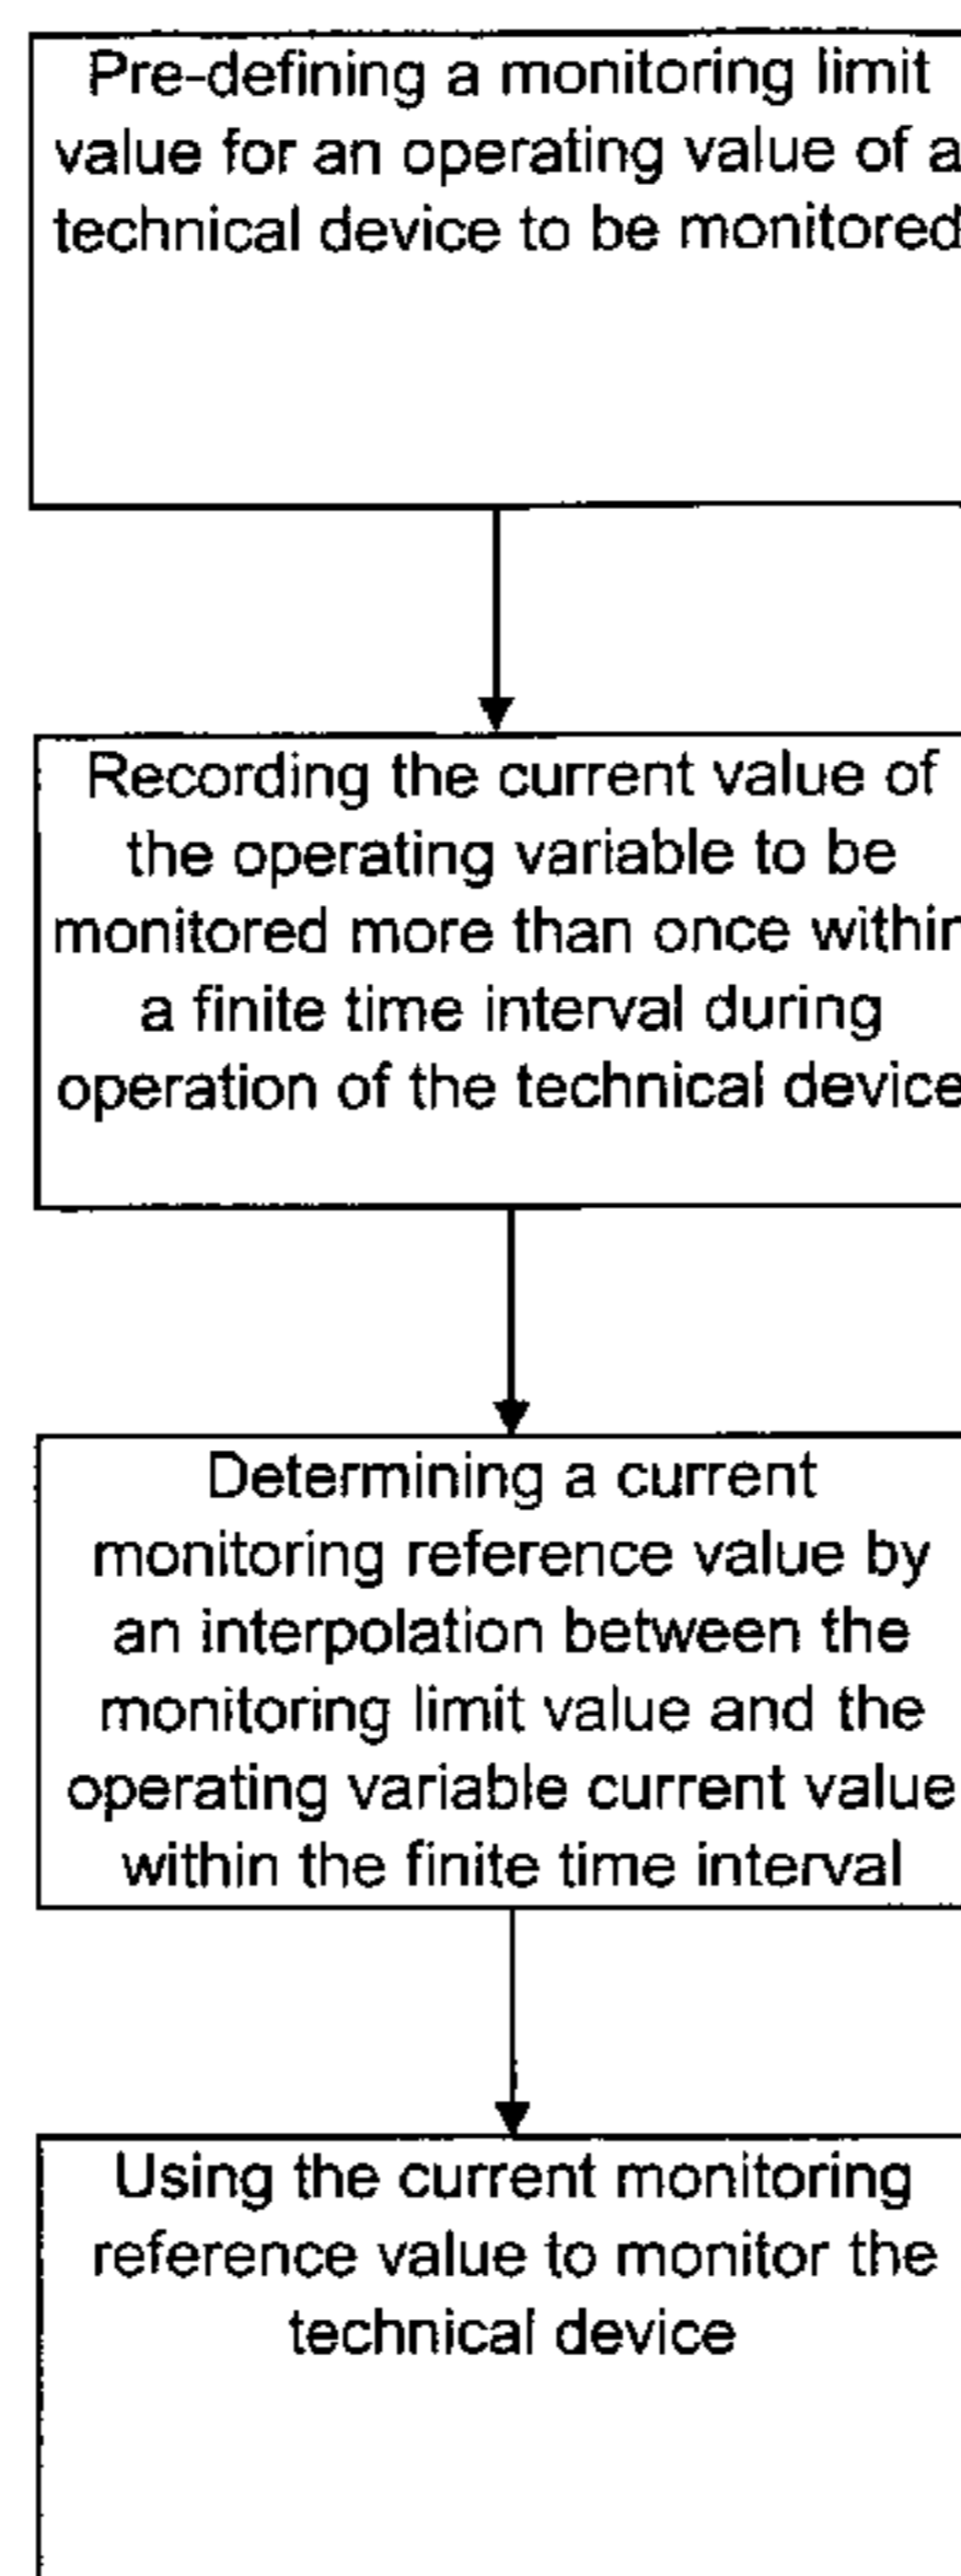 Pre-defining a monitoring limit
value for an operating value of a
technical device to be monitored
Recording the current value of
the operating variable to be
monitored more than once within
a finite time interval during
operation of the technical device
Determining a current
monitoring reference value by
an interpolation between the
monitoring limit value and the
operating variable current value
within the finite time interval
Using the current monitoring
reference value to monitor the
technical device